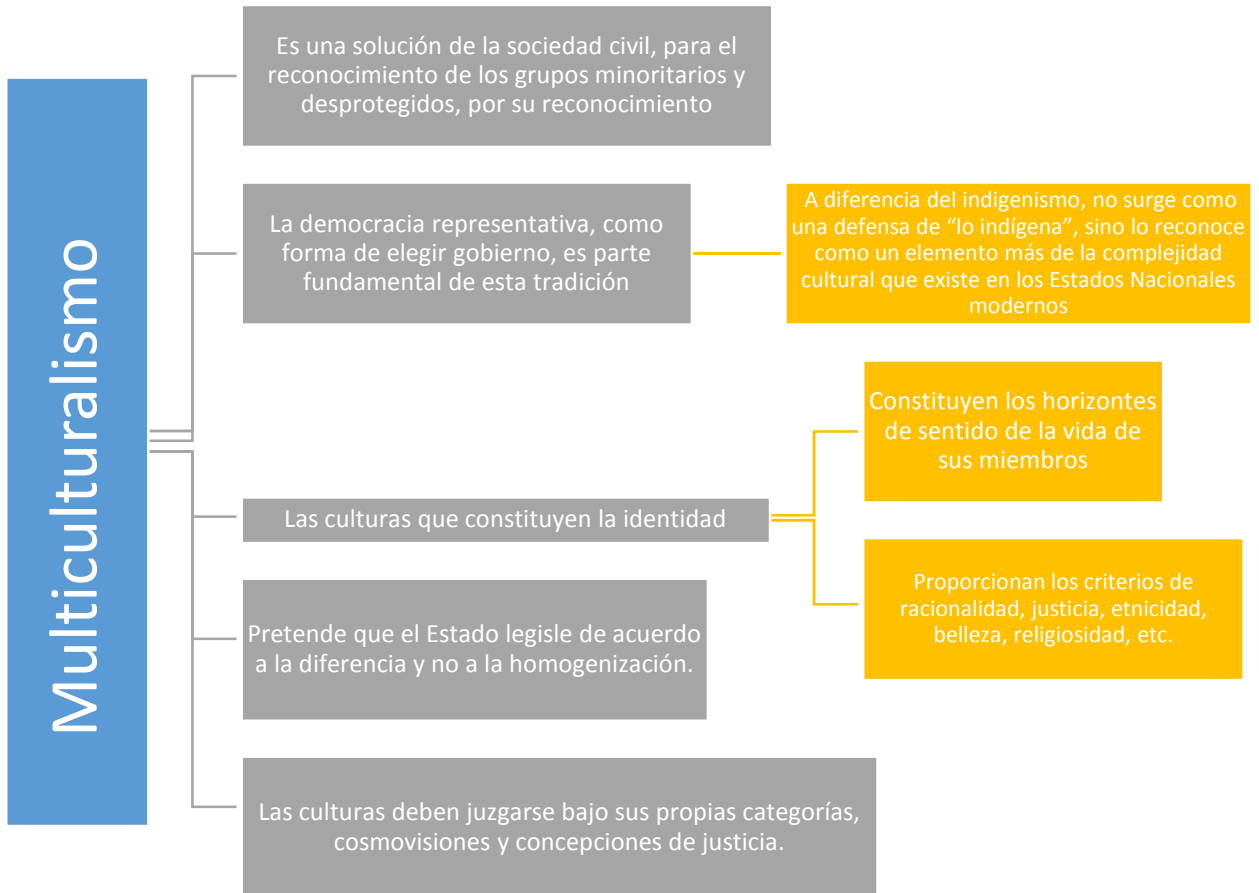 Multiculturalismo
Es una solución de la sociedad civil, para el
reconocimiento de los grupos minoritarios y
desprotegidos, por su reconocimiento
La democracia representativa, como
forma de elegir gobierno, es parte
fundamental de esta tradición
A diferencia del indigenismo, no surge como
una defensa de “lo indígena”, sino lo reconoce
como un elemento más de la complejidad
cultural que existe en los Estados Nacionales
modernos
Las culturas que constituyen la identidad
Constituyen los horizontes
de sentido de la vida de
sus miembros
Proporcionan los criterios de
racionalidad, justicia, etnicidad,
belleza, religiosidad, etc.
Pretende que el Estado legisle de acuerdo
a la diferencia y no a la homogenización.
Las culturas deben juzgarse bajo sus propias categorías,
cosmovisiones y concepciones de justicia.